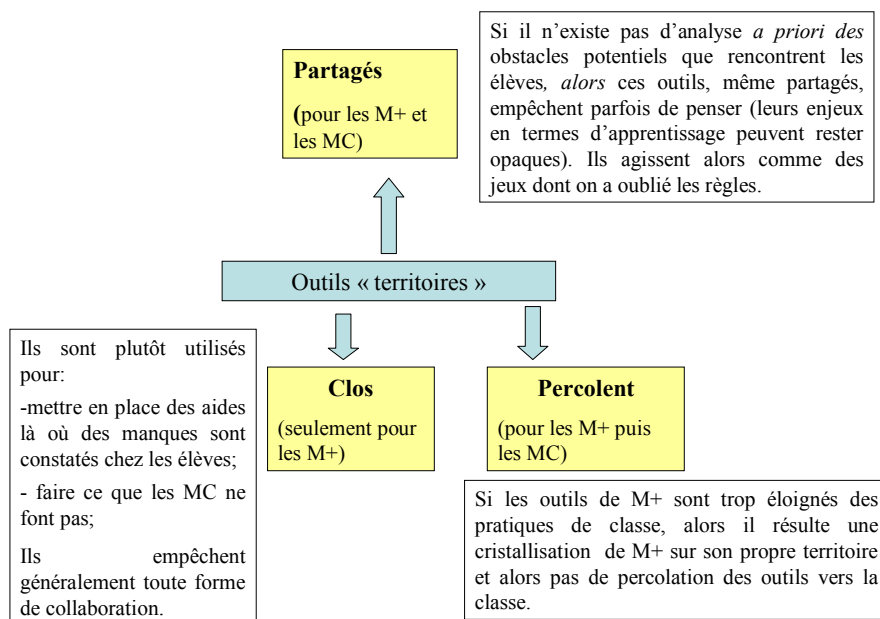 Partagés
(pour les M+ et
les MC)
Si il n’existe pas d’analyse a priori des
obstacles potentiels que rencontrent les
élèves, alors ces outils, même partagés,
empêchent parfois de penser (leurs enjeux
en termes d’apprentissage peuvent rester
opaques). Ils agissent alors comme des
jeux dont on a oublié les règles.
Outils « territoires »
Ils sont plutôt utilisés
pour:
-mettre en place des aides
là où des manques sont
constatés chez les élèves;
- faire ce que les MC ne
font pas;
Ils empêchent
généralement toute forme
de collaboration.
Clos
(seulement pour
les M+)
Percolent
(pour les M+ puis
les MC)
Si les outils de M+ sont trop éloignés des
pratiques de classe, alors il résulte une
cristallisation de M+ sur son propre territoire
et alors pas de percolation des outils vers la
classe.